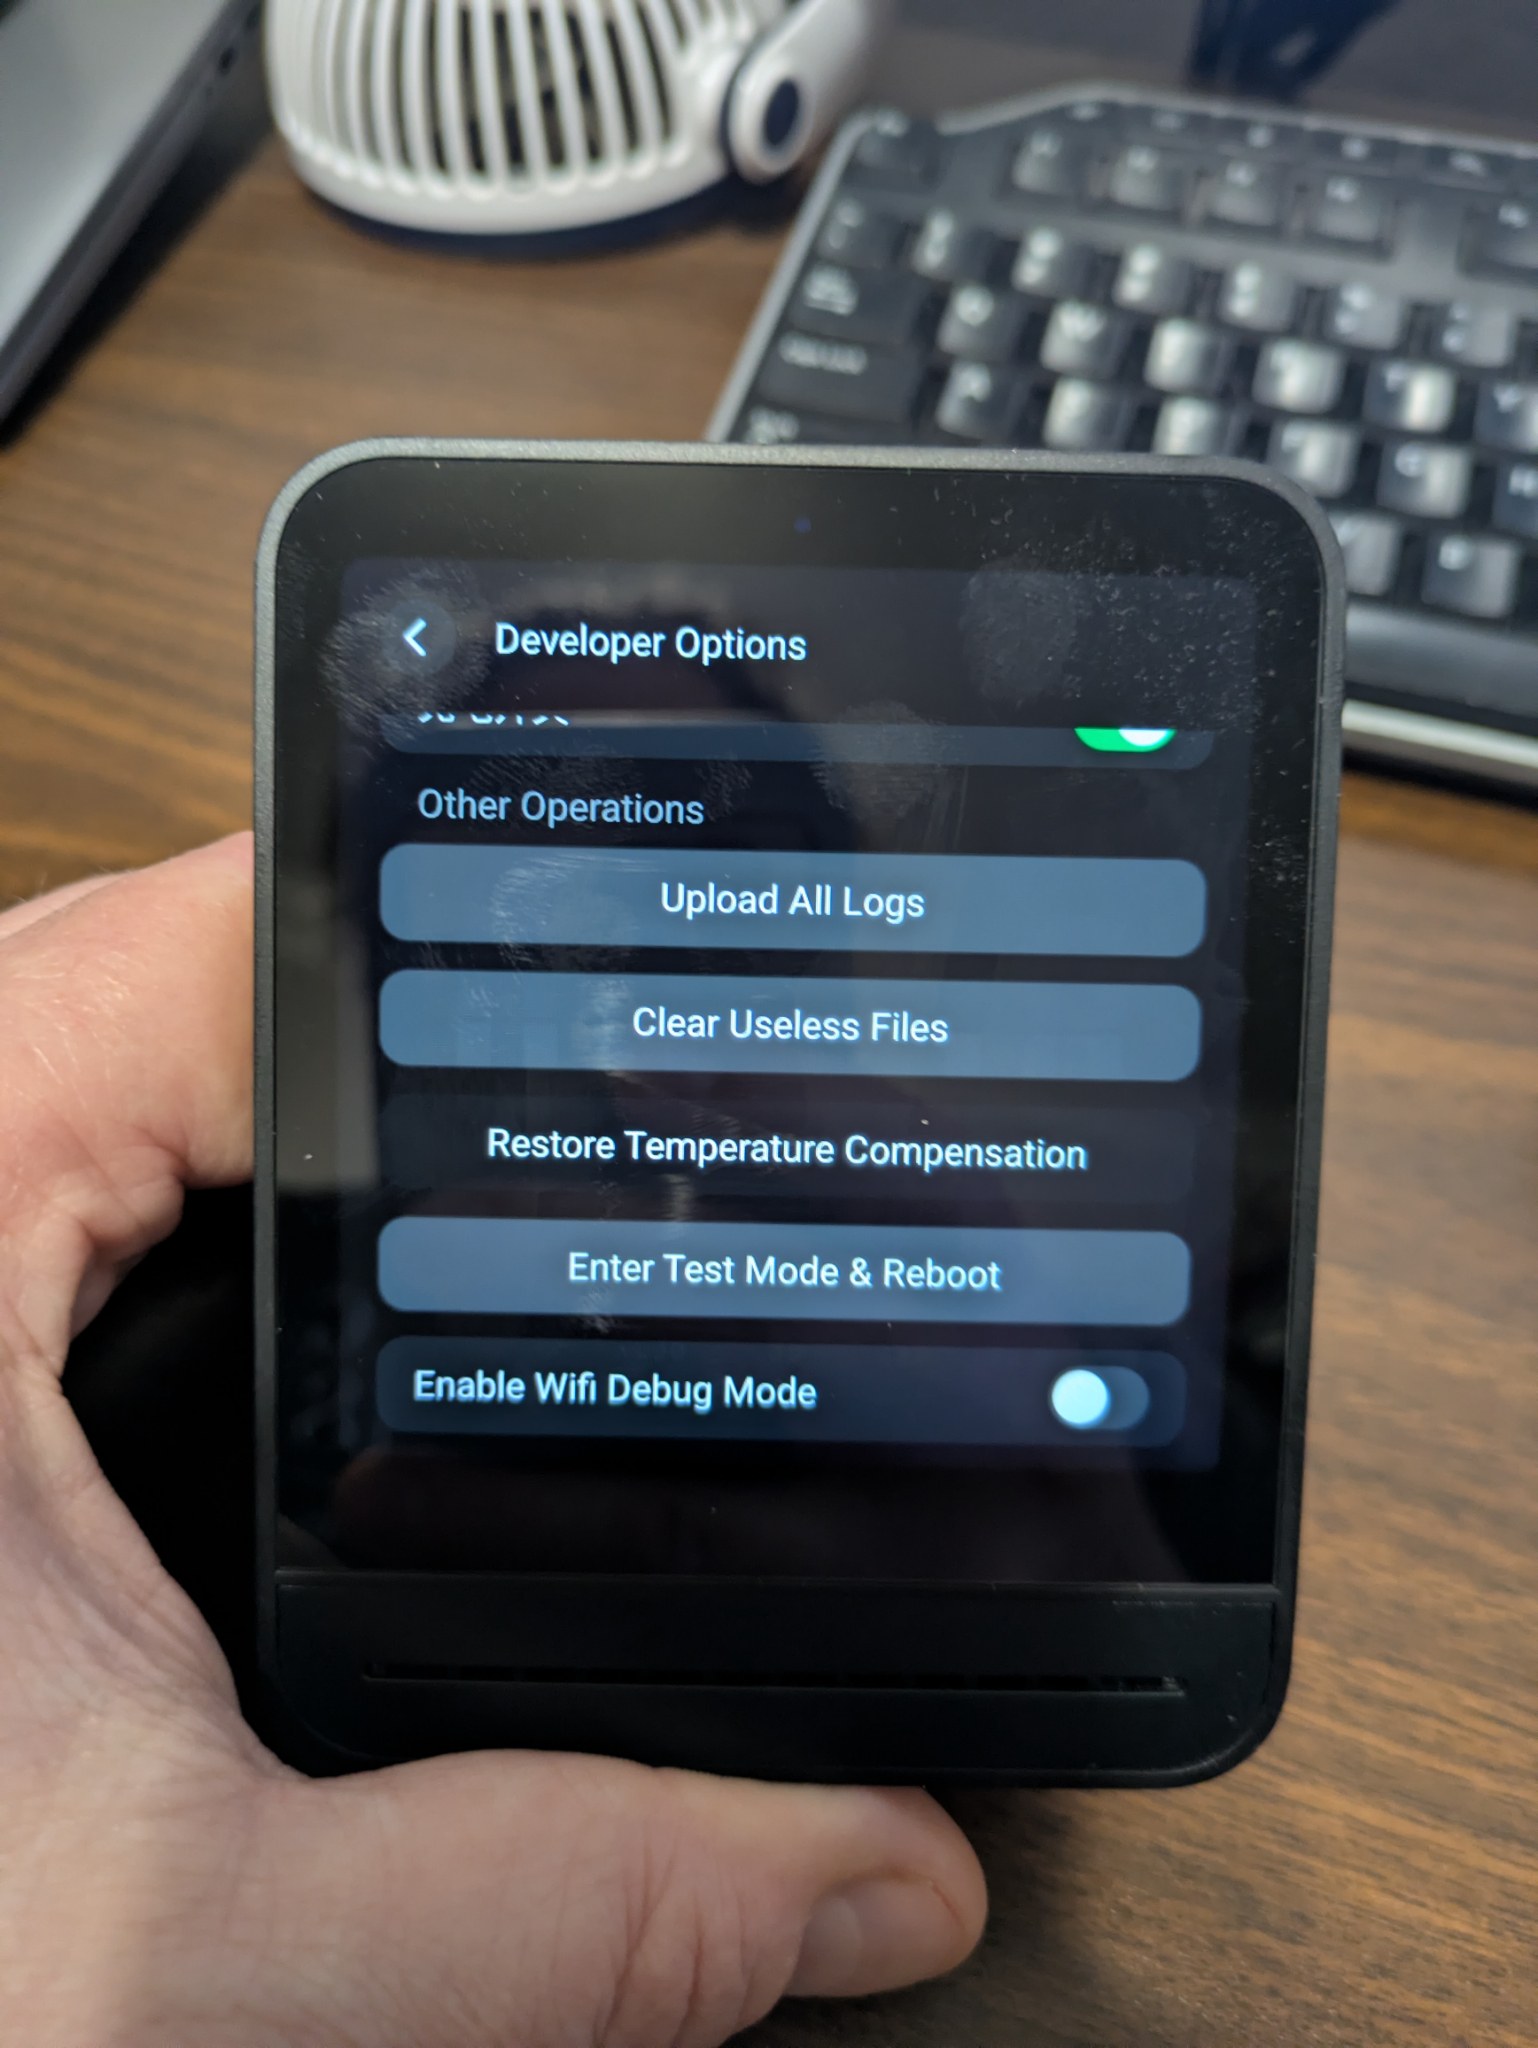 Developer Options
Other Operations
Upload All Logs
Clear Useless Files
Restore Temperature Compensation
Enter Test Mode & Reboot
Enable Wifi Debug Mode